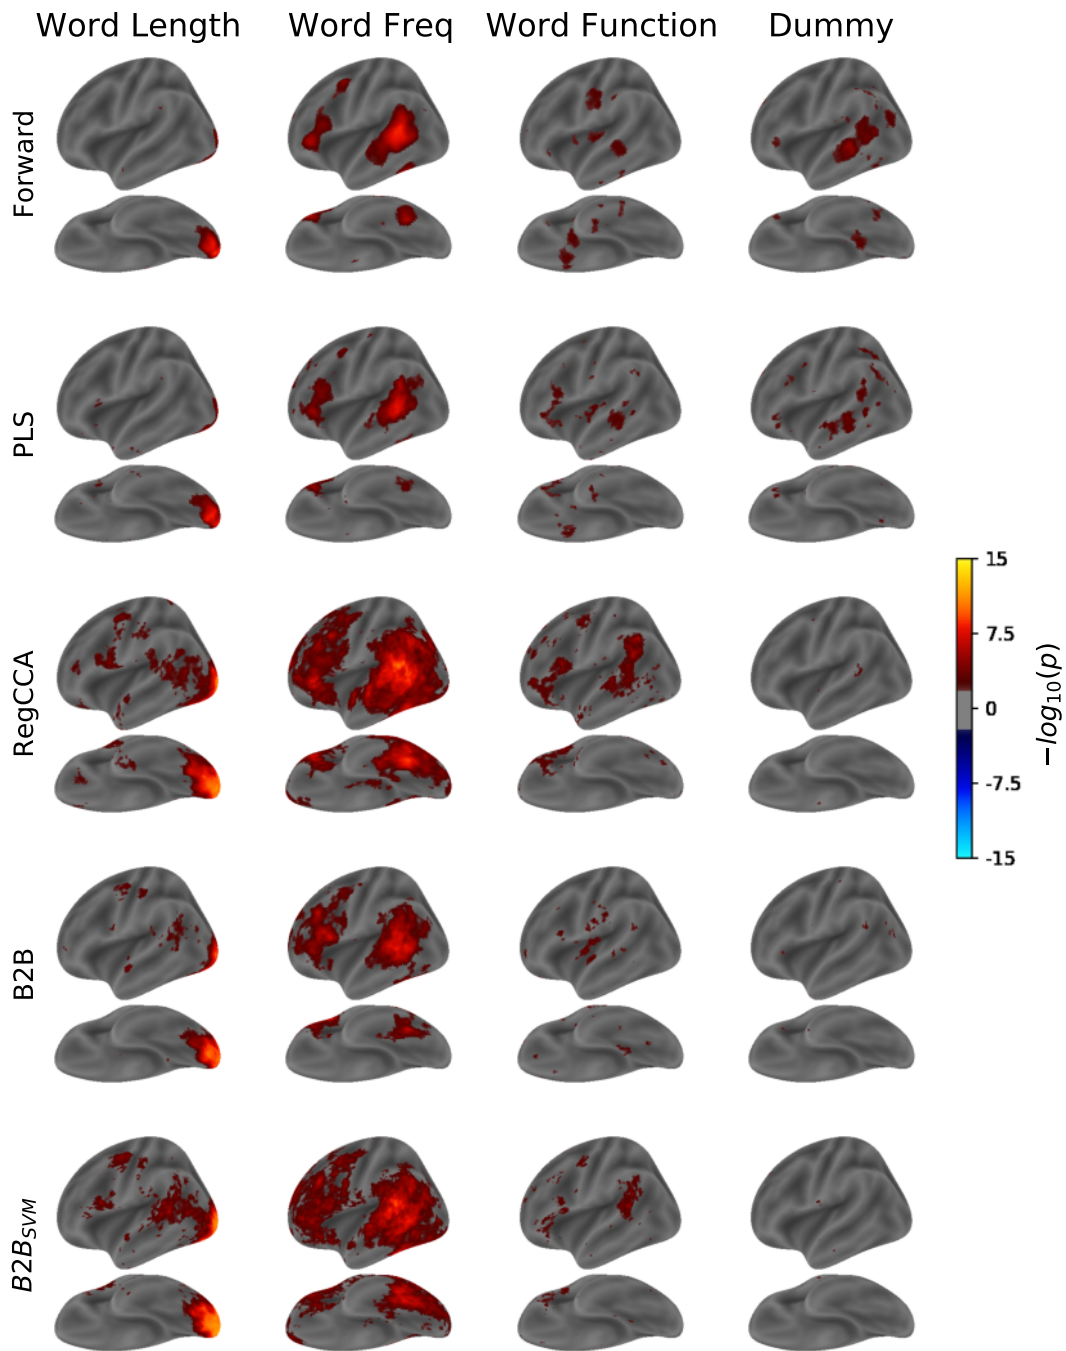 Word Length Word Freq Word Function Dummy
Forward
PLS
15
7.5
RegCCA
0
−log10(p)
-7.5
-15
B2B
B2BSVM